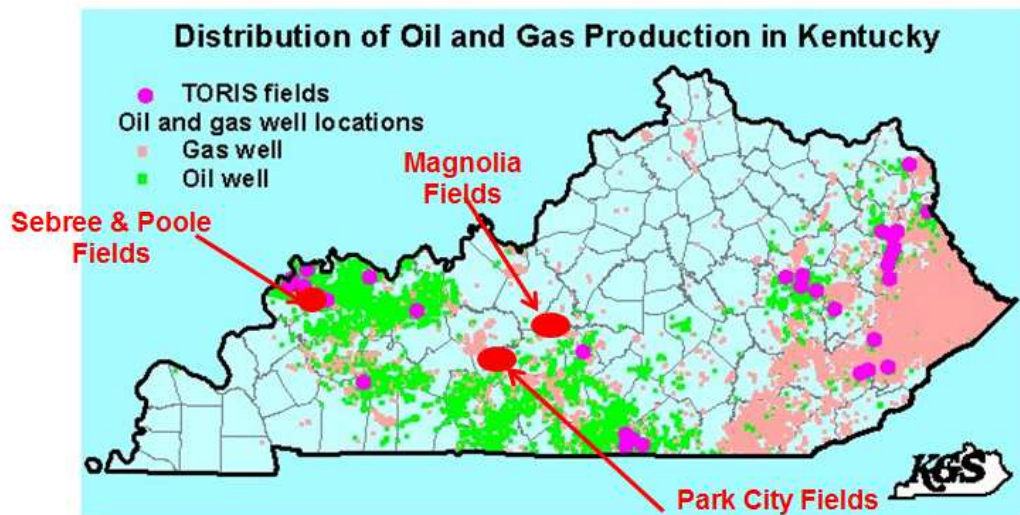 Distribution of Oil and Gas Production in Kentucky
TORIS fields
Oil and gas well locations
Gas well
Oil well
Magnolia
Fields
Sebree & Poole
Fields
Park City Fields
KGS